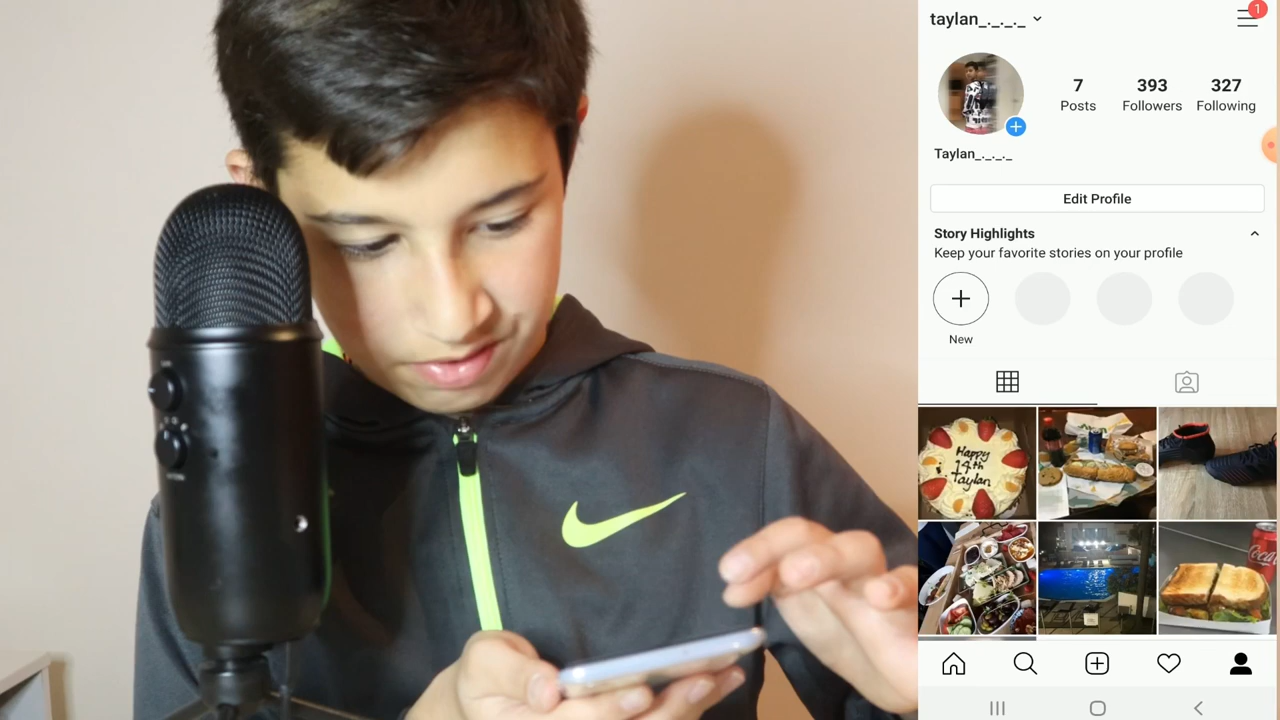 taylan_._._._
1
7
Posts
393
Followers
327
Following
Taylan_._._._
Edit Profile
Story Highlights
Keep your favorite stories on your profile
New
Happy
14th
Taylan
Coca